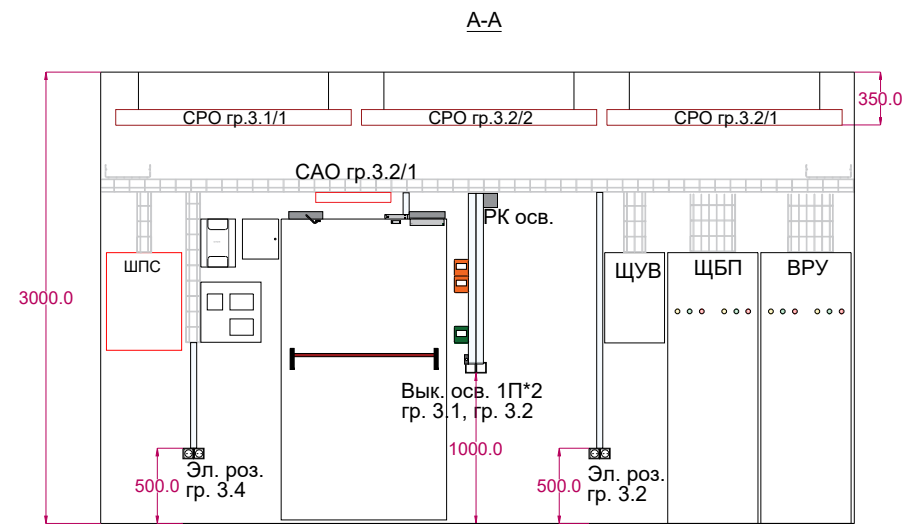 А-А
СРО гр.3.1/1
СРО гр.3.2/2
СРО гр.3.2/1
350.0
САО гр.3.2/1
РК осв.
ШПС
ЩУВ
ЩБП
ВРУ
3000.0
Вык. осв. 1П*2
гр. 3.1, гр. 3.2
1000.0
Эл. роз.
гр. 3.4
500.0
Эл. роз.
гр. 3.2
500.0